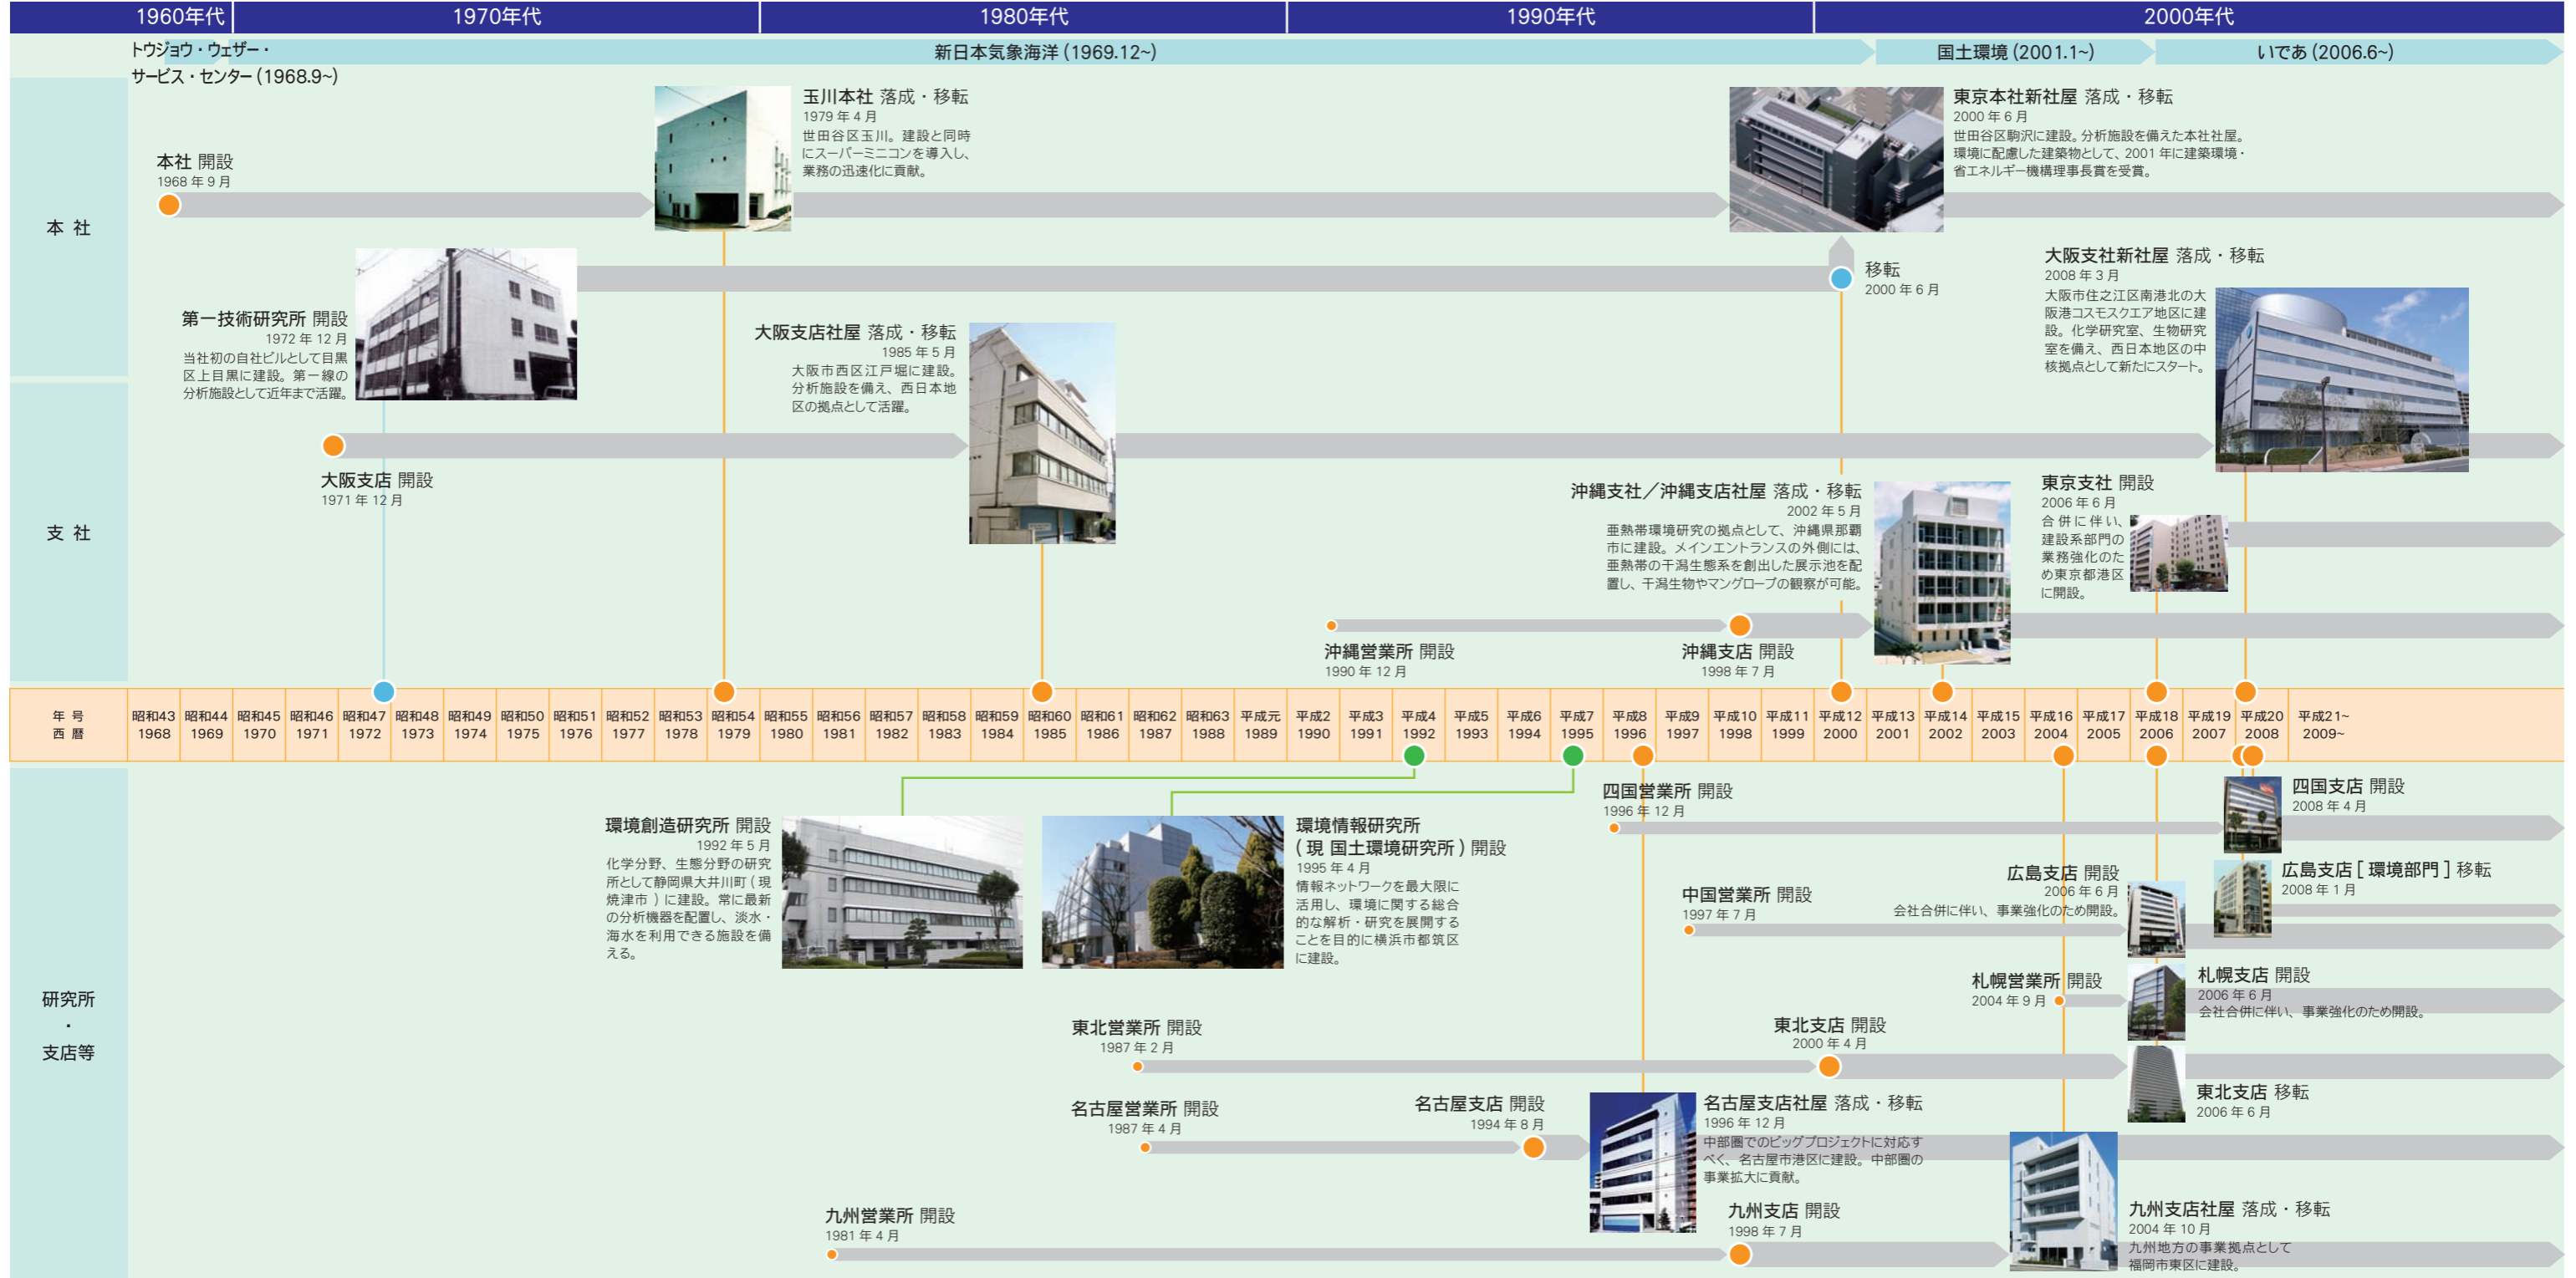 1960年代
1970年代
1980年代
1990年代
2000年代
トウジョウ・ウェザー・
サービス・センター (1968.9~)
新日本気象海洋 (1969.12~)
国土環境 (2001.1~)
いであ (2006.6~)
本 社
本社 開設
1968 年 9 月
玉川本社 落成・移転
1979 年 4 月
世田谷区玉川。建設と同時
にスーパーミニコンを導入し、
業務の迅速化に貢献。
東京本社新社屋 落成・移転
2000 年 6 月
世田谷区駒沢に建設。分析施設を備えた本社社屋。
環境に配慮した建築物として、2001 年に建築環境・
省エネルギー機構理事長賞を受賞。
第一技術研究所 開設
1972 年 12 月
当社初の自社ビルとして目黒
区上目黒に建設。第一線の
分析施設として近年まで活躍。
移転
2000 年 6 月
支 社
大阪支店 開設
1971 年 12 月
大阪支店社屋 落成・移転
1985 年 5 月
大阪市西区江戸堀に建設。
分析施設を備え、西日本地
区の拠点として活躍。
大阪支社新社屋 落成・移転
2008 年 3 月
大阪市住之江区南港北の大
阪港コスモスクエア地区に建
設。化学研究室、生物研究
室を備え、西日本地区の中
核拠点として新たにスタート。
沖縄支社／沖縄支店社屋 落成・移転
2002 年 5 月
亜熱帯環境研究の拠点として、沖縄県那覇
市に建設。メインエントランスの外側には、
亜熱帯の干潟生態系を創出した展示池を配
置し、干潟生物やマングローブの観察が可能。
東京支社 開設
2006 年 6 月
合併に伴い、
建設系部門の
業務強化のた
め東京都港区
に開設。
沖縄営業所 開設
1990 年 12 月
沖縄支店 開設
1998 年 7 月
年 号 昭和43 昭和44 昭和45 昭和46 昭和47 昭和48 昭和49 昭和50 昭和51 昭和52 昭和53 昭和54 昭和55 昭和56 昭和57 昭和58 昭和59 昭和60 昭和61 昭和62 昭和63 平成元 平成2 平成3 平成4 平成5 平成6 平成7 平成8 平成9 平成10 平成11 平成12 平成13 平成14 平成15 平成16 平成17 平成18 平成19 平成20 平成21~
西 暦 1968 1969 1970 1971 1972 1973 1974 1975 1976 1977 1978 1979 1980 1981 1982 1983 1984 1985 1986 1987 1988 1989 1990 1991 1992 1993 1994 1995 1996 1997 1998 1999 2000 2001 2002 2003 2004 2005 2006 2007 2008 2009~
研究所
・
支店等
環境創造研究所 開設
1992 年 5 月
化学分野、生態分野の研究
所として静岡県大井川町 ( 現
焼津市 ) に建設。常に最新
の分析機器を配置し、淡水・
海水を利用できる施設を備
える。
環境情報研究所
( 現 国土環境研究所 ) 開設
1995 年 4 月
情報ネットワークを最大限に
活用し、環境に関する総合
的な解析・研究を展開する
ことを目的に横浜市都筑区
に建設。
四国営業所 開設
1996 年 12 月
四国支店 開設
2008 年 4 月
中国営業所 開設
1997 年 7 月
広島支店 開設
2006 年 6 月
会社合併に伴い、事業強化のため開設。
広島支店 [ 環境部門 ] 移転
2008 年 1 月
札幌営業所 開設
2004 年 9 月
札幌支店 開設
2006 年 6 月
会社合併に伴い、事業強化のため開設。
東北営業所 開設
1987 年 2 月
東北支店 開設
2000 年 4 月
東北支店 移転
2006 年 6 月
名古屋営業所 開設
1987 年 4 月
名古屋支店 開設
1994 年 8 月
名古屋支店社屋 落成・移転
1996 年 12 月
中部圏でのビッグプロジェクトに対応す
べく、名古屋市港区に建設。中部圏の
事業拡大に貢献。
九州営業所 開設
1981 年 4 月
九州支店 開設
1998 年 7 月
九州支店社屋 落成・移転
2004 年 10 月
九州地方の事業拠点として
福岡市東区に建設。